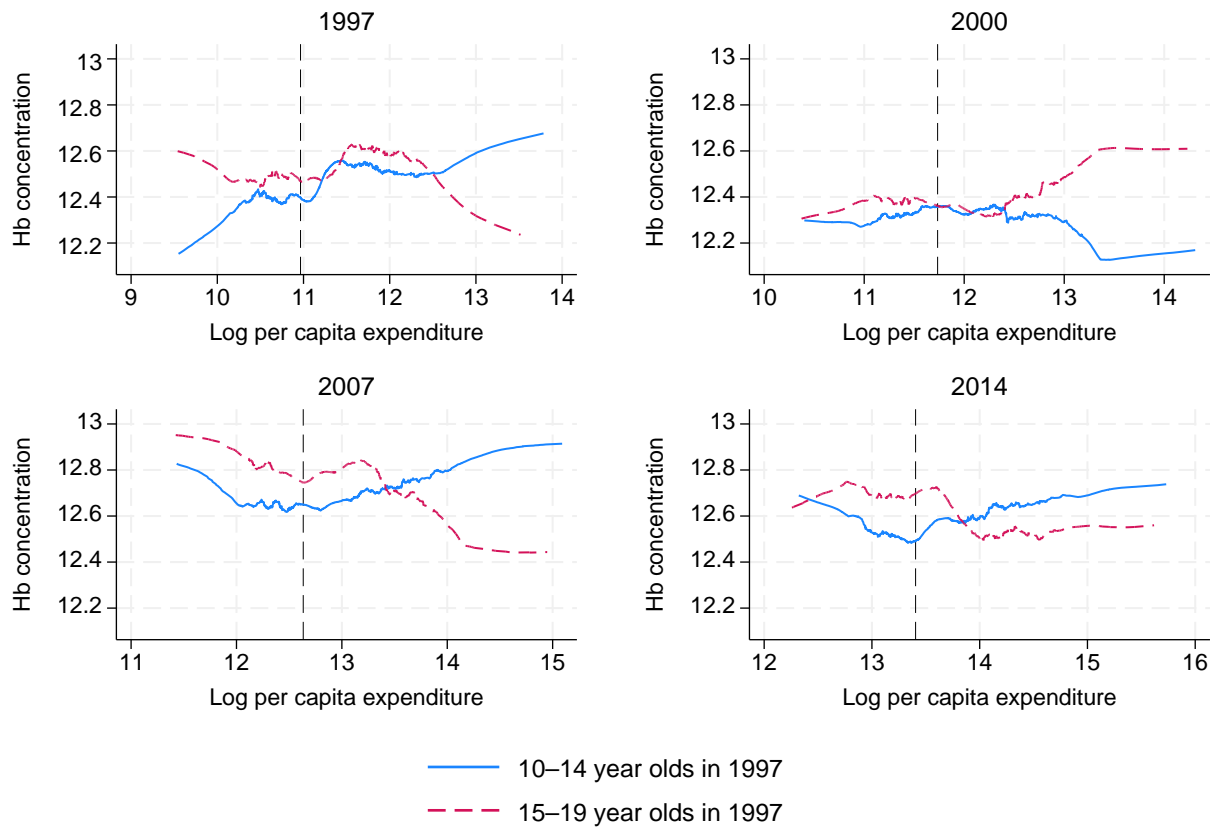 1997
Hb concentration
13
12.8
12.6
12.4
12.2
9 10 11 12 13 14
Log per capita expenditure
2000
Hb concentration
13
12.8
12.6
12.4
12.2
10 11 12 13 14
Log per capita expenditure
2007
Hb concentration
13
12.8
12.6
12.4
12.2
11 12 13 14 15
Log per capita expenditure
2014
Hb concentration
13
12.8
12.6
12.4
12.2
12 13 14 15 16
Log per capita expenditure
10–14 year olds in 1997
15–19 year olds in 1997